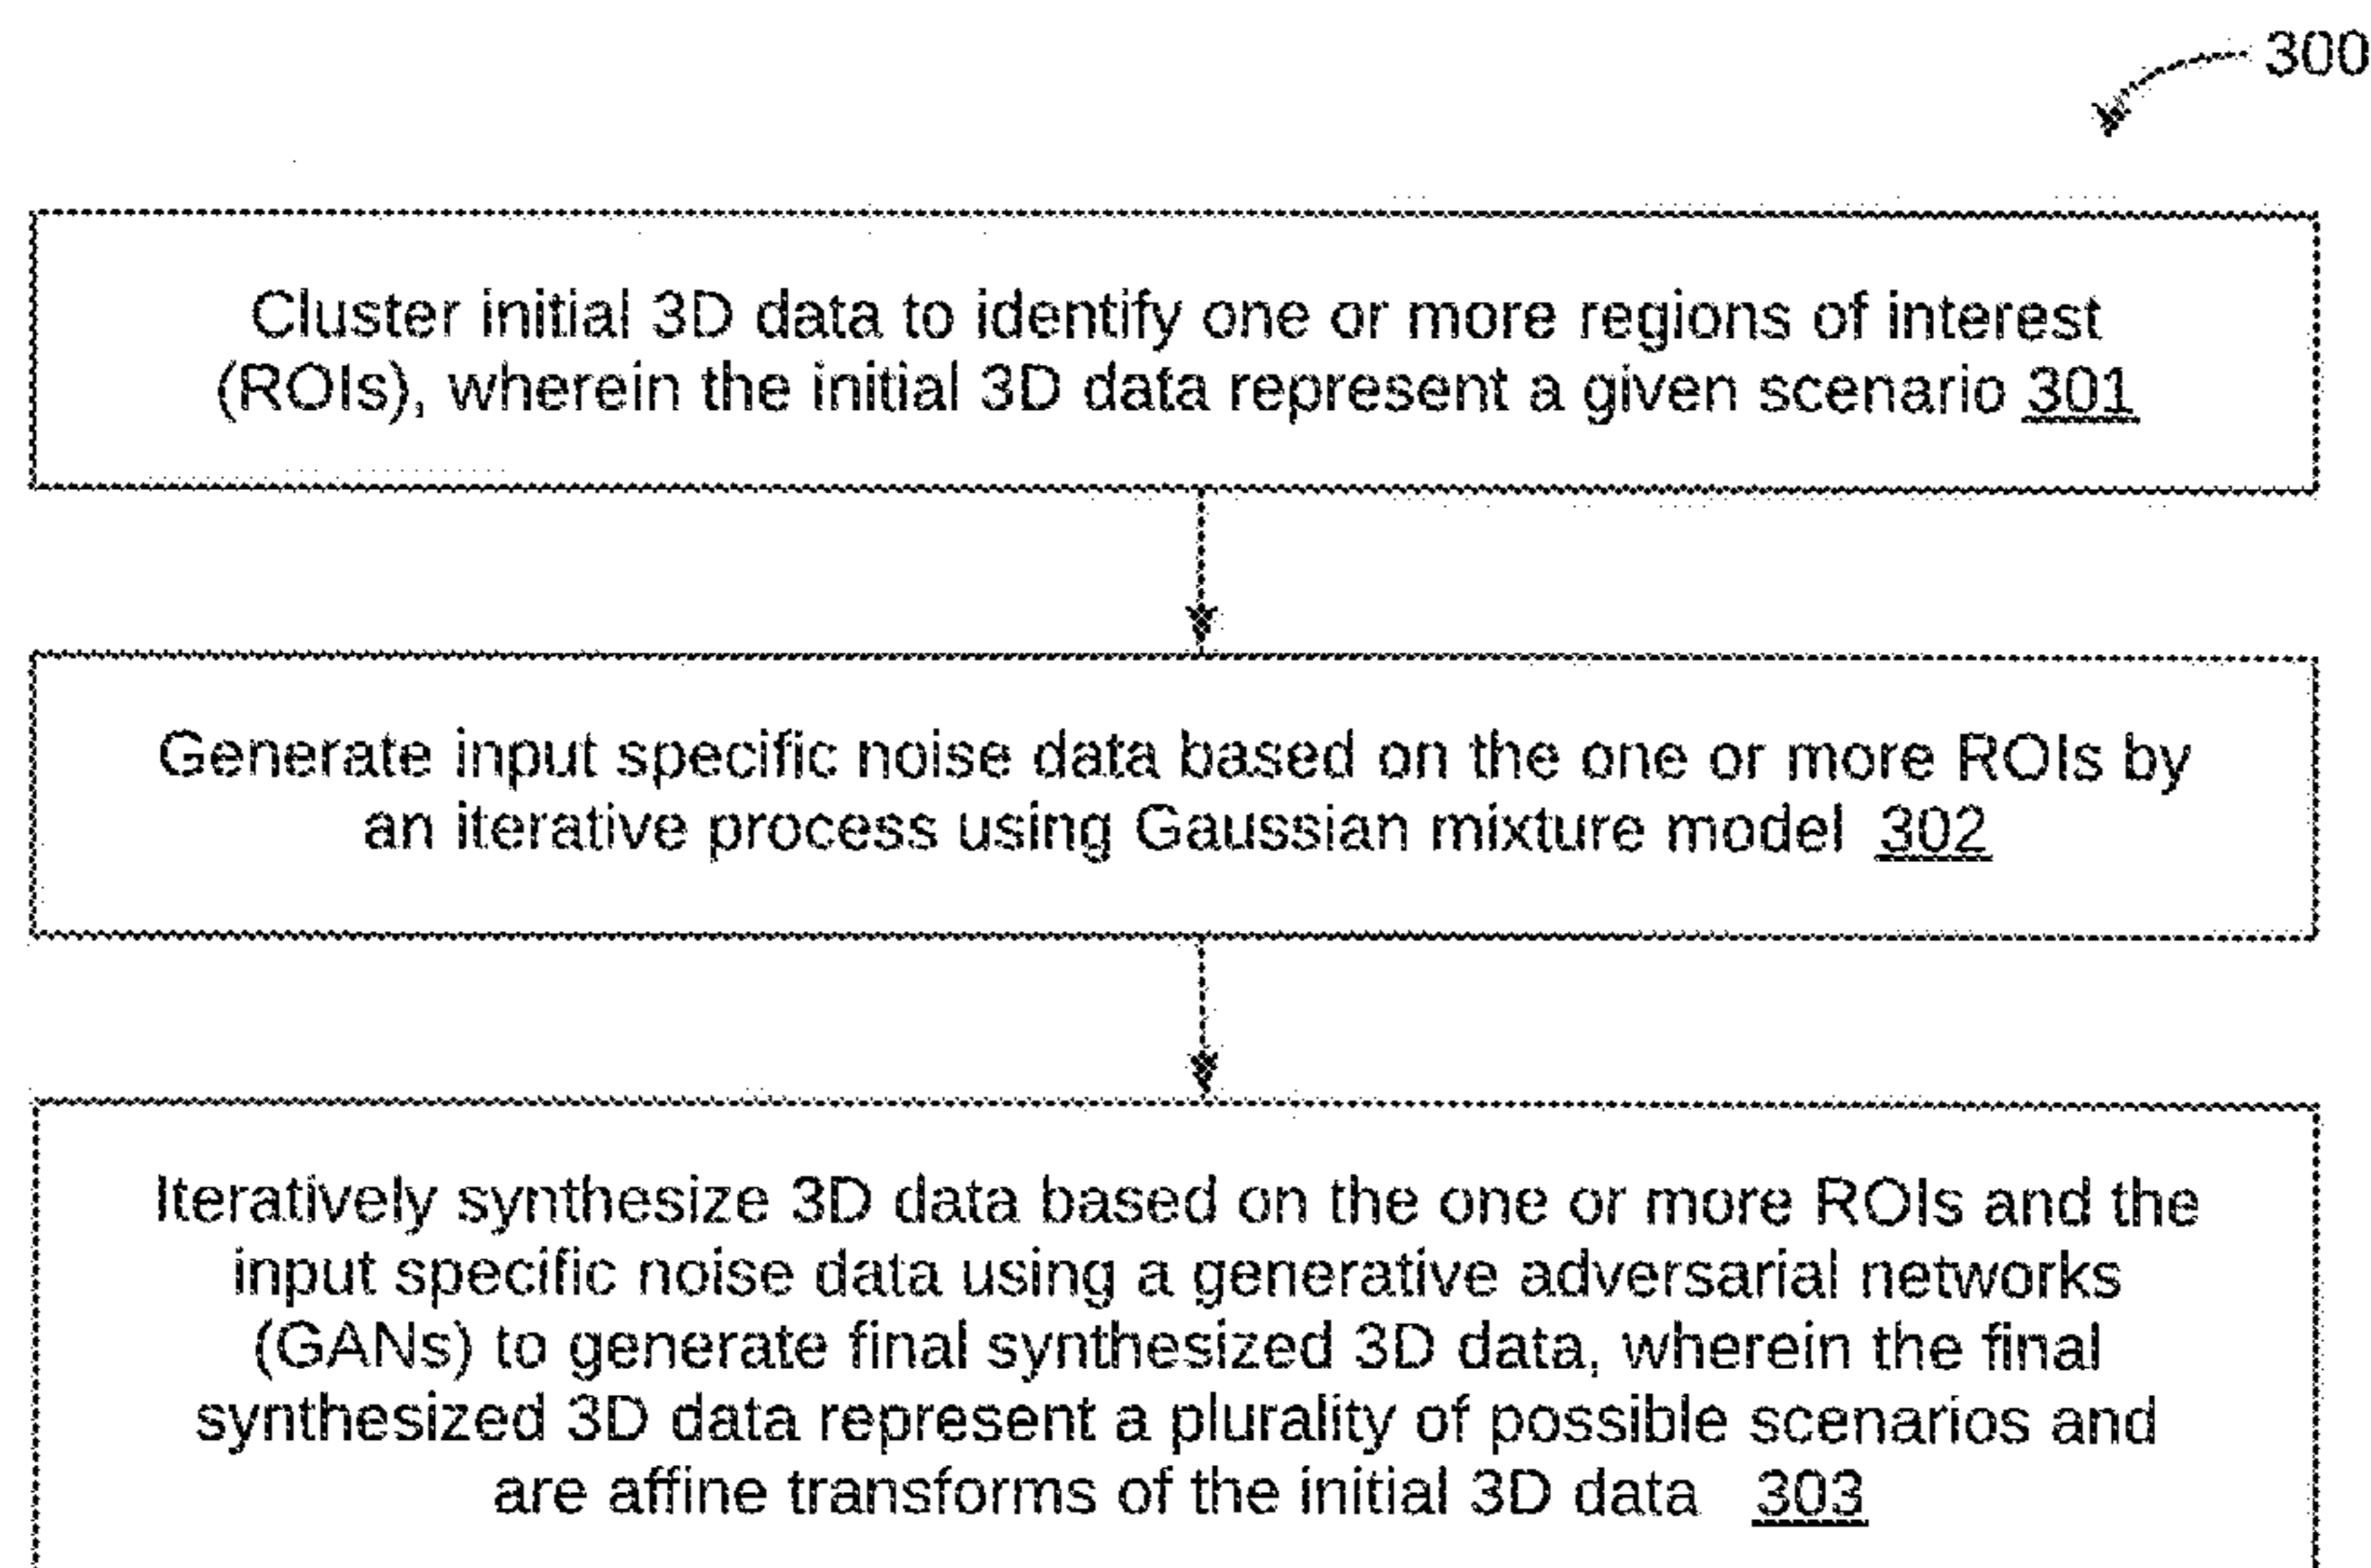 300
Cluster initial 3D data to identify one or more regions of interest
(ROIs), wherein the initial 3D data represent a given scenario 301
Generate input specific noise data based on the one or more ROIs by
an iterative process using Gaussian mixture model 302
Iteratively synthesize 3D data based on the one or more ROIs and the
input specific noise data using a generative adversarial networks
(GANs) to generate final synthesized 3D data, wherein the final
synthesized 3D data represent a plurality of possible scenarios and
are affine transforms of the initial 3D data 303